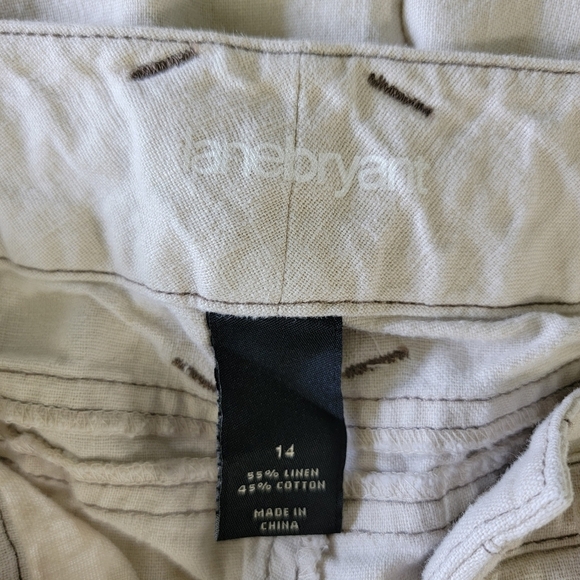 lanebryant
14
55% LINEN
45% COTTON
MADE IN
CHINA